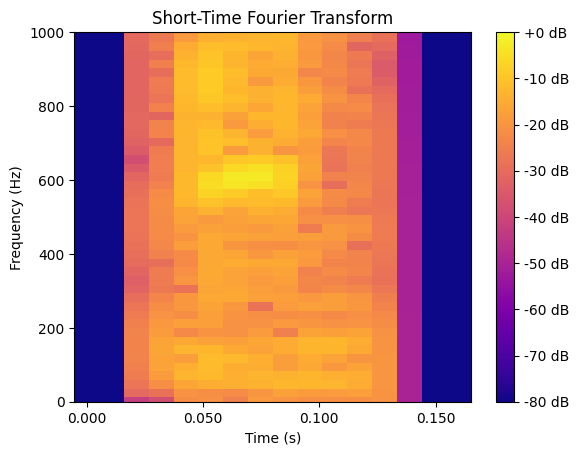 Short-Time Fourier Transform
1000
800
600
400
200
0
Frequency (Hz)
0.000
0.050
0.100
0.150
Time (s)
+0 dB
-10 dB
-20 dB
-30 dB
-40 dB
-50 dB
-60 dB
-70 dB
-80 dB